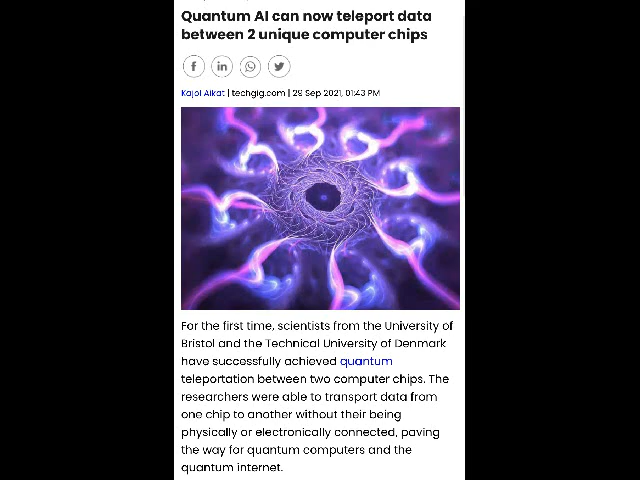 Quantum AI can now teleport data
between 2 unique computer chips
Kajol Aikat | techgig.com | 29 Sep 2021, 01:43 PM
For the first time, scientists from the University of
Bristol and the Technical University of Denmark
have successfully achieved quantum
teleportation between two computer chips. The
researchers were able to transport data from
one chip to another without their being
physically or electronically connected, paving
the way for quantum computers and the
quantum internet.